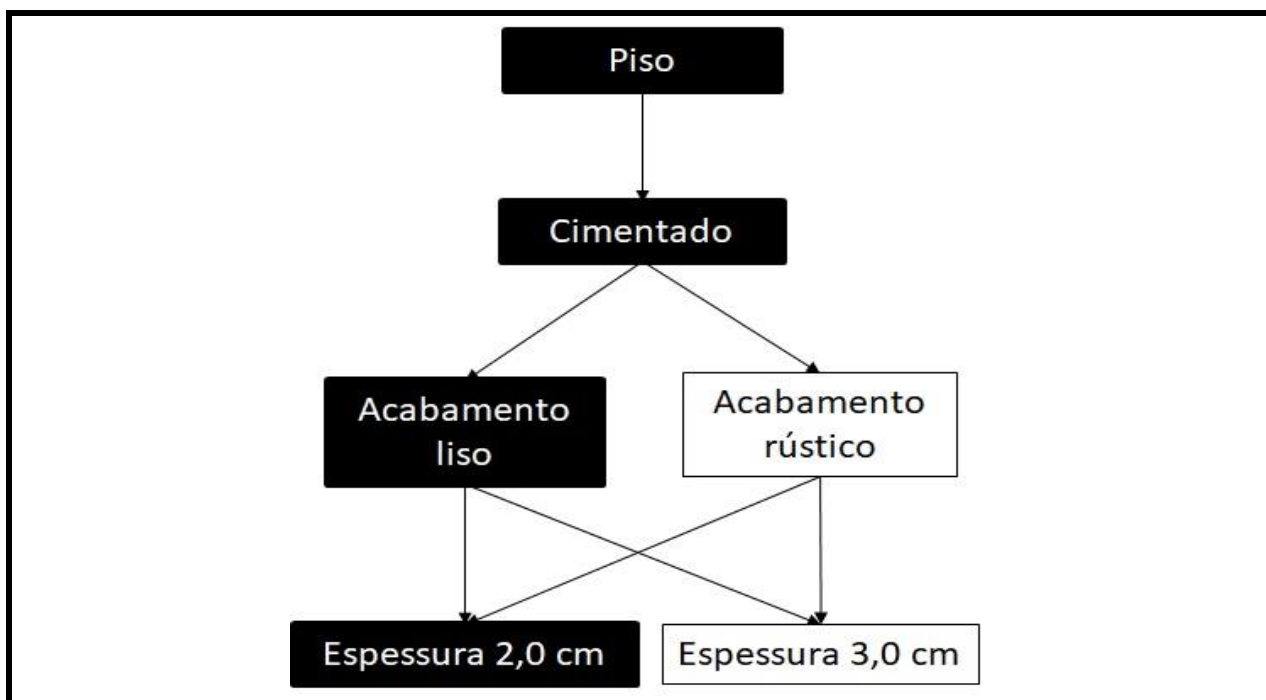 Piso
Cimentado
Acabamento
liso
Acabamento
rústico
Espessura 2,0 cm
Espessura 3,0 cm